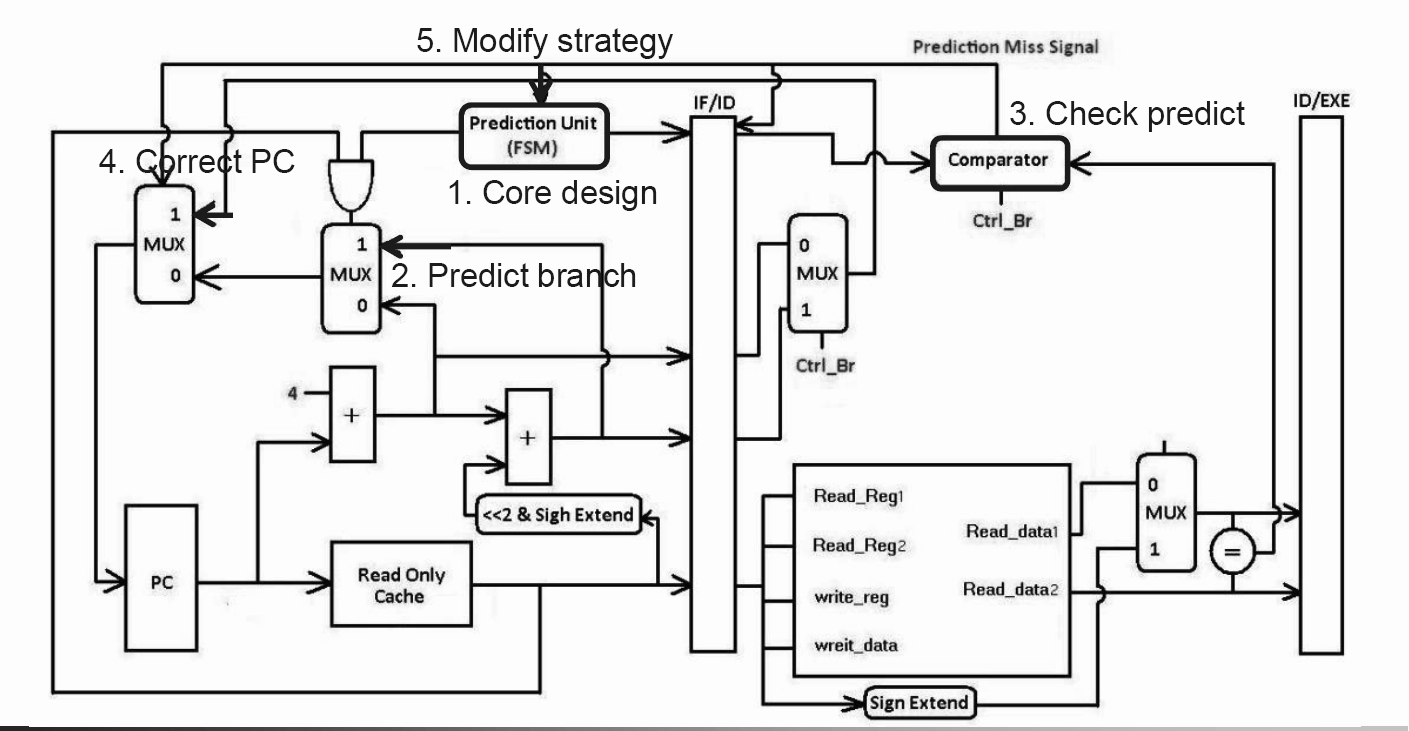 5. Modify strategy
Prediction Miss Signal
IF/ID
ID/EXE
3. Check predict
Prediction Unit
(FSM)
Comparator
4. Correct PC
1. Core design
Ctrl_Br
1
MUX
0
1
MUX
0
2. Predict branch
0
MUX
1
Ctrl_Br
4
+
+
<<2 & Sigh Extend
PC
Read Only
Cache
Read_Reg1
Read_Reg2
write_reg
wreit_data
Read_data1
Read_data2
0
MUX
1
=
Sign Extend